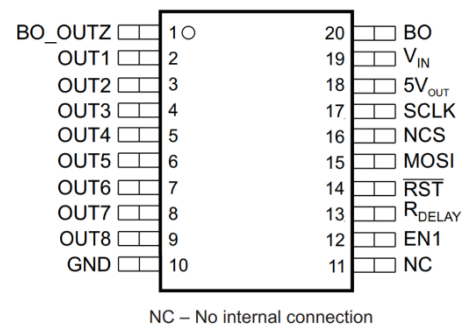 BO_OUTZ 1 20 BO
OUT1 2 19 VIN
OUT2 3 18 5VOUT
OUT3 4 17 SCLK
OUT4 5 16 NCS
OUT5 6 15 MOSI
OUT6 7 14 RST
OUT7 8 13 RDELAY
OUT8 9 12 EN1
GND 10 11 NC
NC – No internal connection